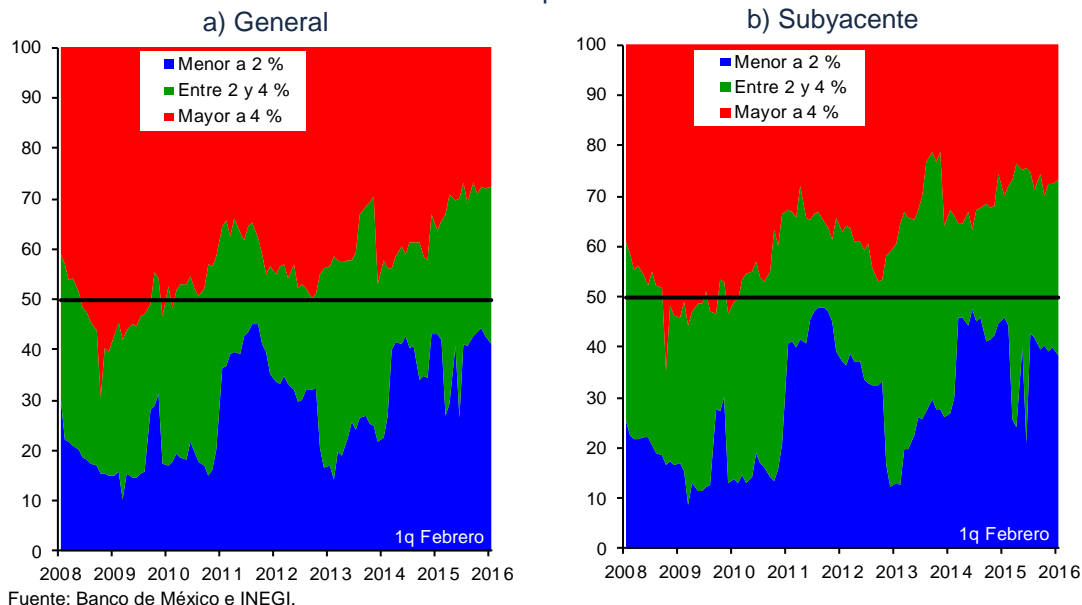 a) General
100
90
80
70
60
50
40
30
20
10
0
Menor a 2 %
Entre 2 y 4 %
Mayor a 4 %
1q Febrero
2008 2009 2010 2011 2012 2013 2014 2015 2016
b) Subyacente
100
90
80
70
60
50
40
30
20
10
0
Menor a 2 %
Entre 2 y 4 %
Mayor a 4 %
1q Febrero
2008 2009 2010 2011 2012 2013 2014 2015 2016
Fuente: Banco de México e INEGI.